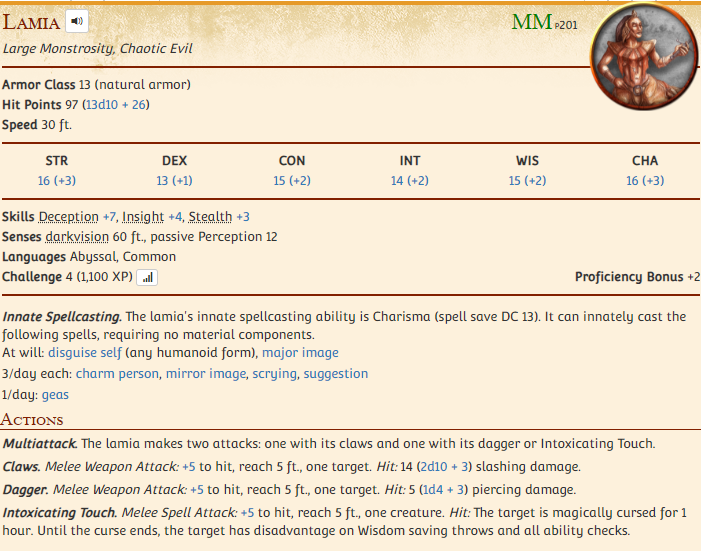 LAMIA MM P201
Large Monstrosity, Chaotic Evil
Armor Class 13 (natural armor)
Hit Points 97 (13d10 + 26)
Speed 30 ft.
STR DEX CON INT WIS CHA
16 (+3) 13 (+1) 15 (+2) 14 (+2) 15 (+2) 16 (+3)
Skills Deception +7, Insight +4, Stealth +3
Senses darkvision 60 ft., passive Perception 12
Languages Abyssal, Common
Challenge 4 (1,100 XP) Proficiency Bonus +2
Innate Spellcasting. The lamia's innate spellcasting ability is Charisma (spell save DC 13). It can innately cast the
following spells, requiring no material components.
At will: disguise self (any humanoid form), major image
3/day each: charm person, mirror image, scrying, suggestion
1/day: geas
ACTIONS
Multiattack. The lamia makes two attacks: one with its claws and one with its dagger or Intoxicating Touch.
Claws. Melee Weapon Attack: +5 to hit, reach 5 ft., one target. Hit: 14 (2d10 + 3) slashing damage.
Dagger. Melee Weapon Attack: +5 to hit, reach 5 ft., one target. Hit: 5 (1d4 + 3) piercing damage.
Intoxicating Touch. Melee Spell Attack: +5 to hit, reach 5 ft., one creature. Hit: The target is magically cursed for 1
hour. Until the curse ends, the target has disadvantage on Wisdom saving throws and all ability checks.